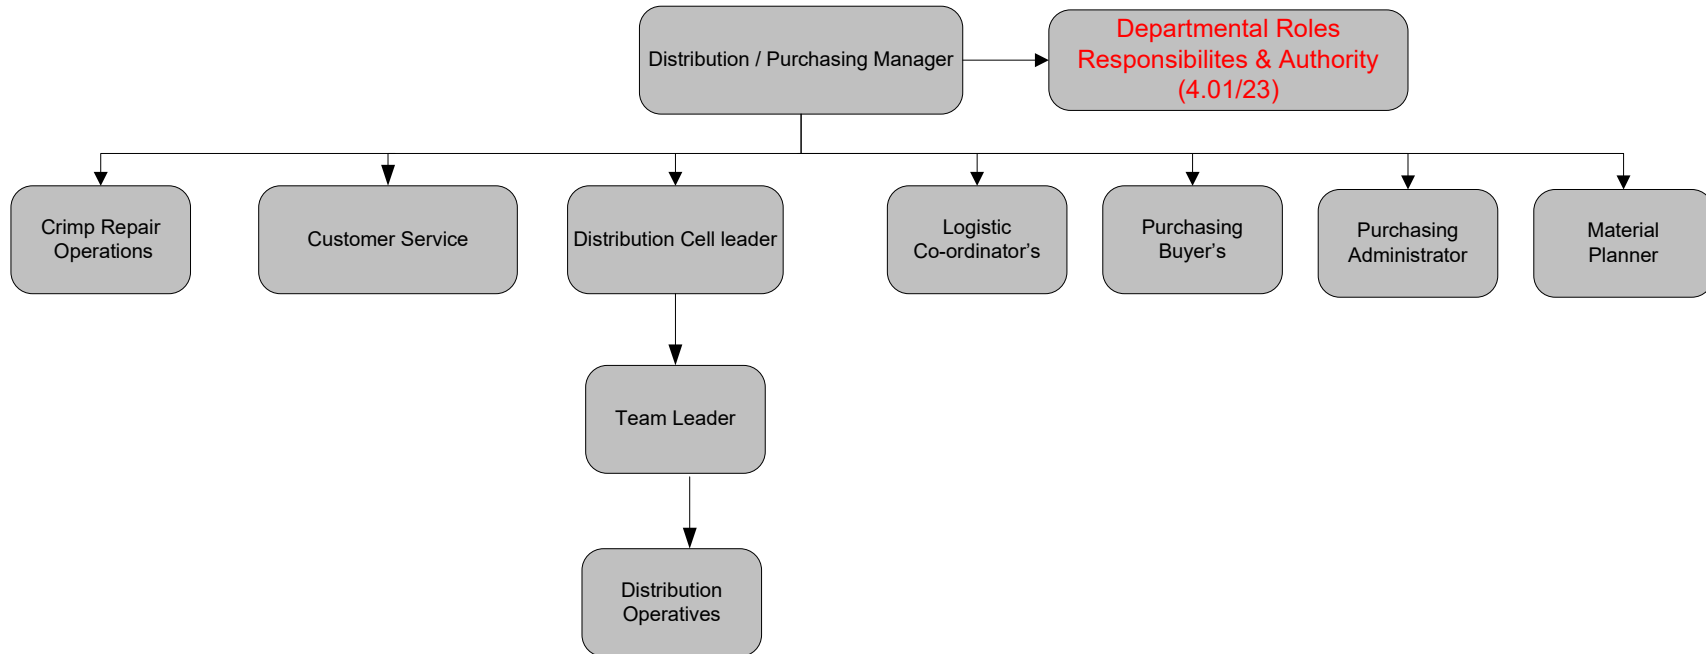 Distribution / Purchasing Manager
Departmental Roles
Responsibilites & Authority
(4.01/23)
Crimp Repair
Operations
Customer Service
Distribution Cell leader
Logistic
Co-ordinator’s
Purchasing
Buyer’s
Purchasing
Administrator
Material
Planner
Team Leader
Distribution
Operatives